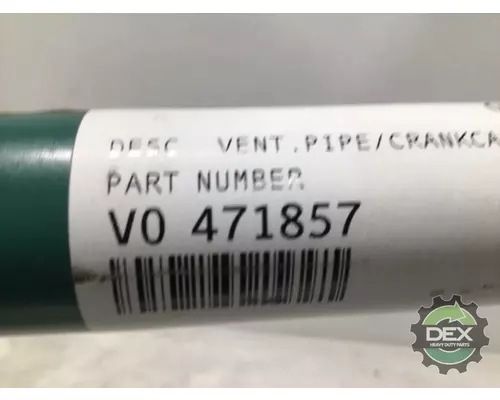 DESC VENT.PIPE/CRANKCA
PART NUMBER
VO 471857
DEX
HEAVY DUTY PARTS